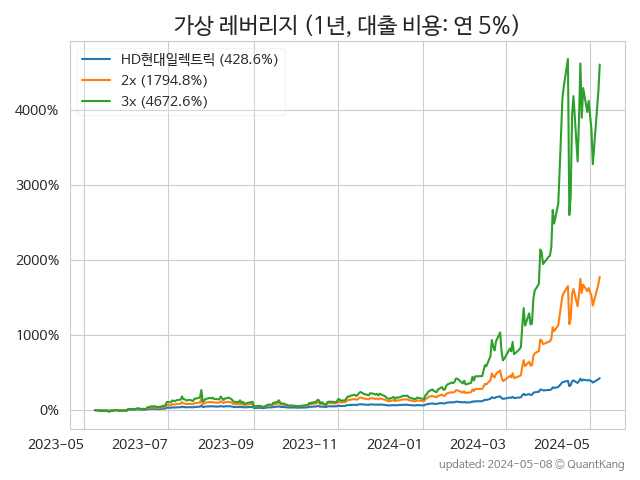 가상 레버리지 (1년, 대출 비용: 연 5%)
HD현대일렉트릭 (428.6%)
2x (1794.8%)
3x (4672.6%)
4000%
3000%
2000%
1000%
0%
2023-05 2023-07 2023-09 2023-11 2024-01 2024-03 2024-05
updated: 2024-05-08 © QuantKang